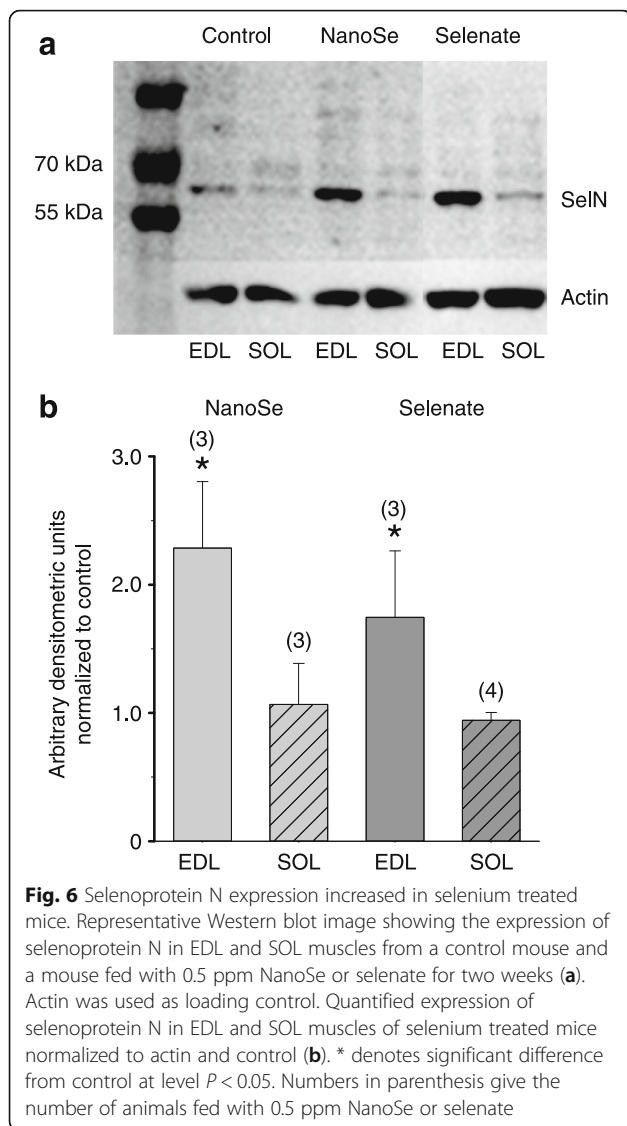 a
Control NanoSe Selenate
70 kDa
55 kDa
SelN
Actin
EDL SOL EDL SOL EDL SOL
b
NanoSe Selenate
(3)
*
(3)
(3)
*
(4)
Arbitrary densitometric units
normalized to control
3.0
2.0
1.0
0
EDL SOL EDL SOL
Fig. 6 Selenoprotein N expression increased in selenium treated
mice. Representative Western blot image showing the expression of
selenoprotein N in EDL and SOL muscles from a control mouse and
a mouse fed with 0.5 ppm NanoSe or selenate for two weeks (a).
Actin was used as loading control. Quantified expression of
selenoprotein N in EDL and SOL muscles of selenium treated mice
normalized to actin and control (b). * denotes significant difference
from control at level P < 0.05. Numbers in parenthesis give the
number of animals fed with 0.5 ppm NanoSe or selenate